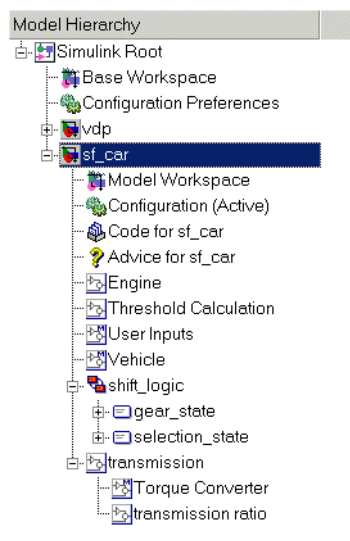 Model Hierarchy
Simulink Root
Base Workspace
Configuration Preferences
vdp
sf_car
Model Workspace
Configuration (Active)
Code for sf_car
Advice for sf_car
Engine
Threshold Calculation
User Inputs
Vehicle
shift_logic
gear_state
selection_state
transmission
Torque Converter
transmission ratio